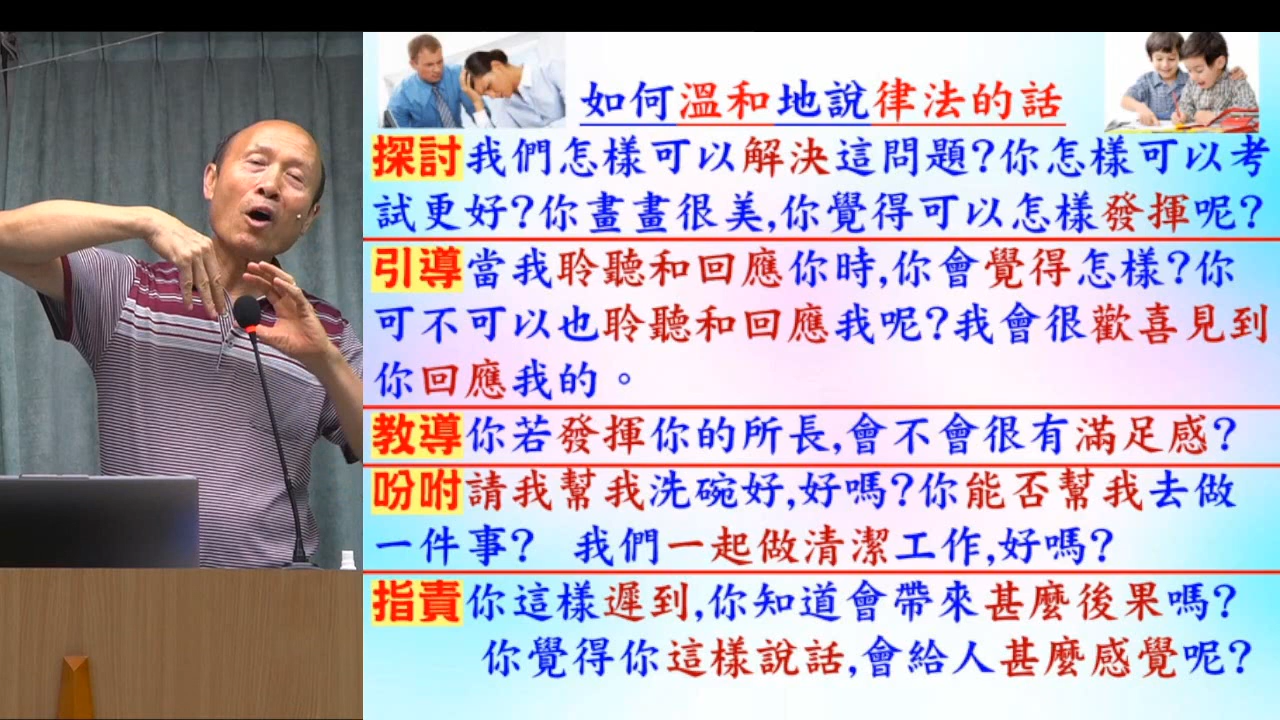 如何溫和地說律法的話
探討我們怎樣可以解決這問題?你怎樣可以考
試更好?你畫畫很美,你覺得可以怎樣發揮呢?
引導當我聆聽和回應你時,你會覺得怎樣?你
可不可以也聆聽和回應我呢?我會很歡喜見到
你回應我的。
教導你若發揮你的所長,會不會很有滿足感?
吩咐請我幫我洗碗好,好嗎?你能否幫我去做
一件事? 我們一起做清潔工作,好嗎?
指責你這樣遲到,你知道會帶來甚麼後果嗎?
你覺得你這樣說話,會給人甚麼感覺呢?